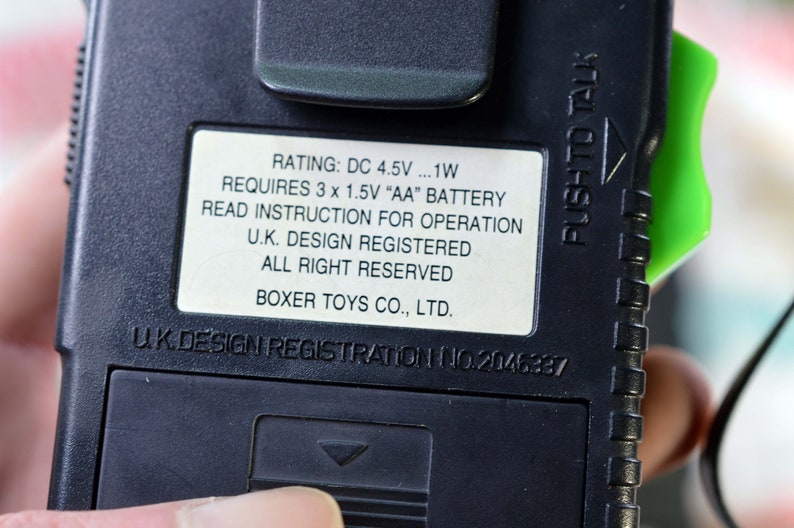 RATING: DC 4.5V ...1W
REQUIRES 3 x 1.5V “AA” BATTERY
READ INSTRUCTION FOR OPERATION
U.K. DESIGN REGISTERED
ALL RIGHT RESERVED
BOXER TOYS CO., LTD.
U.K. DESIGN REGISTRATION NO. 2046337
PUSH TO TALK